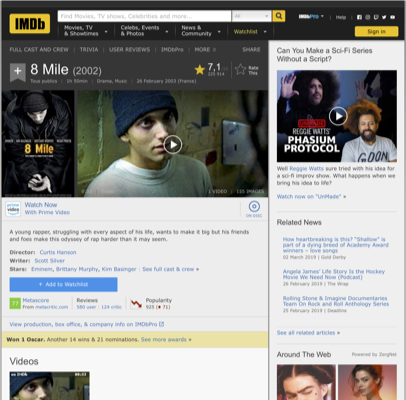 IMDb
Find Movies, TV shows, Celebrities and more...
All
IMDbPro
Help
Movies, TV
& Showtimes
Celebs, Events
& Photos
News &
Community
Watchlist
Sign in
FULL CAST AND CREW | TRIVIA | USER REVIEWS | IMDbPro | MORE
SHARE
8 Mile (2002)
7,1
Rate
This
Tous publics | 1h 50min | Drama, Music | 26 February 2003 (France)
8 Mile
1 VIDEO | 155 IMAGES
prime
video
Watch Now
With Prime Video
ON DISC
A young rapper, struggling with every aspect of his life, wants to make it big but his friends
and foes make this odyssey of rap harder than it may seem.
Director: Curtis Hanson
Writer: Scott Silver
Stars: Eminem, Brittany Murphy, Kim Basinger | See full cast & crew »
+ Add to Watchlist
77
Metascore
From metacritic.com
Reviews
580 user | 124 critic
Popularity
925 ( 71)
View production, box office, & company info on IMDbPro
Won 1 Oscar. Another 14 wins & 21 nominations. See more awards »
Videos
Can You Make a Sci-Fi Series
Without a Script?
REGGIE WATTS'
PHASIUM
PROTOCOL
Well Reggie Watts sure tried with his idea for
a sci-fi improv show. What happens when we
bring his idea to life?
Watch now on "UnMade" »
Related News
How heartbreaking is this? "Shallow" is
part of a dying breed of Academy Award
winner-songs
02 March 2019 | Gold Derby
Angela James' Girl Story Is the Hockey
Movie We Need Now (Podcast)
26 February 2019 | The Wrap
Rolling Stone & Imagine Documentaries
Team On Rock and Roll Anthology Series
25 February 2019 | Deadline
See all related articles »
Around The Web
Powered by ZergNet